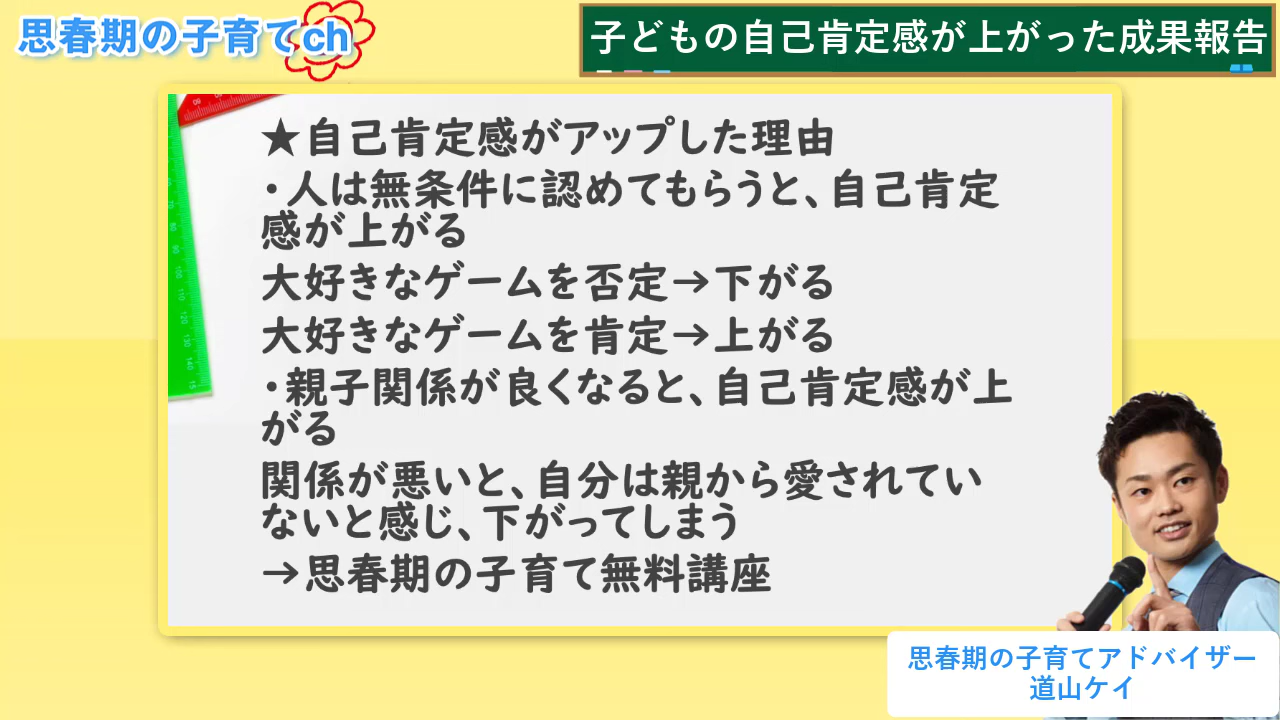 思春期の子育てch
子どもの自己肯定感が上がった成果報告
★自己肯定感がアップした理由
・人は無条件に認めてもらうと、自己肯定
感が上がる
大好きなゲームを否定→下がる
大好きなゲームを肯定→上がる
・親子関係が良くなると、自己肯定感が上
がる
関係が悪いと、自分は親から愛されてい
ないと感じ、下がってしまう
→思春期の子育て無料講座
思春期の子育てアドバイザー
道山ケイ